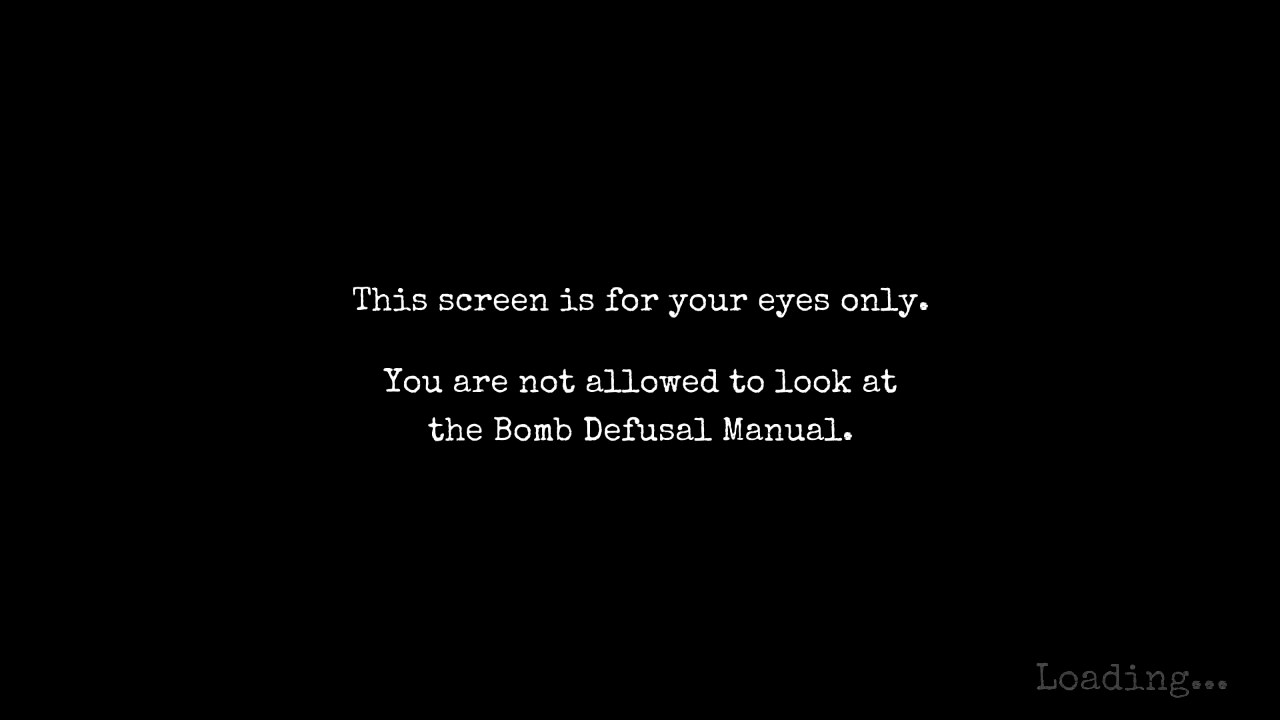 This screen is for your eyes only.
You are not allowed to look at
the Bomb Defusal Manual.
Loading...